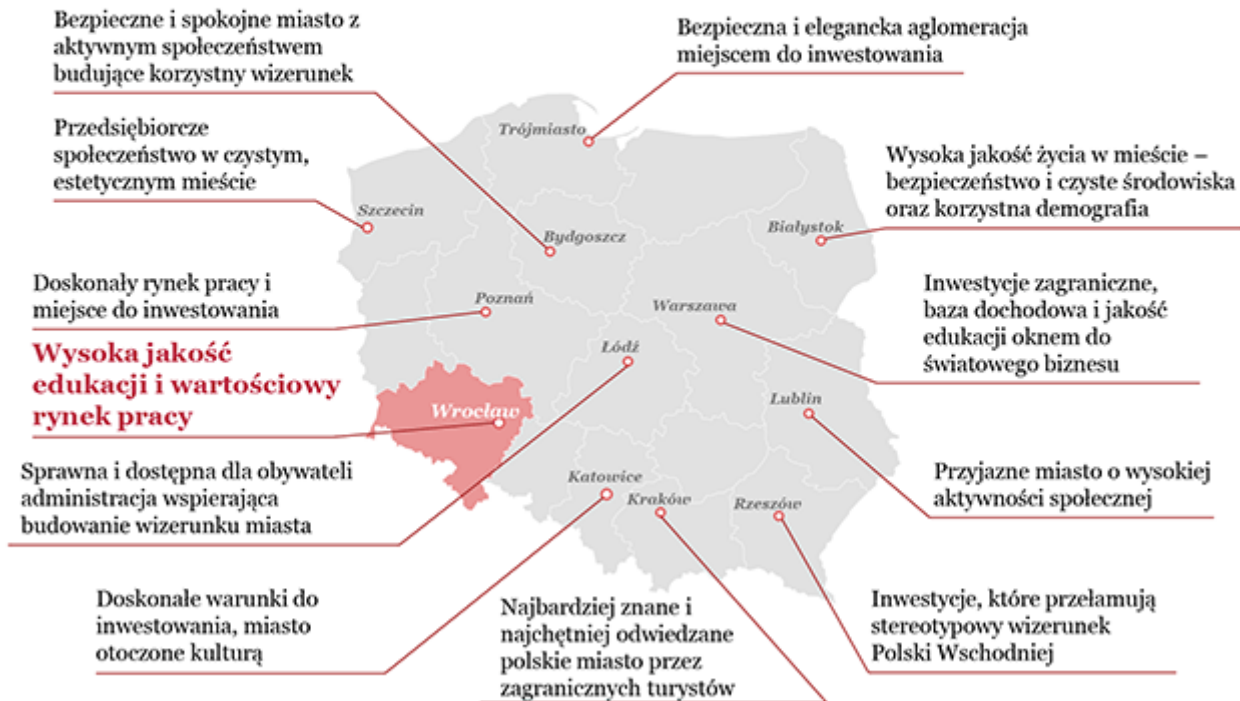 Bezpieczne i spokojne miasto z
aktywnym społeczeństwem
budujące korzystny wizerunek
Bezpieczna i elegancka aglomeracja
miejscem do inwestowania
Trójmiasto
Przedsiębiorcze
społeczeństwo w czystym,
estetycznym mieście
Wysoka jakość życia w mieście –
bezpieczeństwo i czyste środowiska
oraz korzystna demografia
Szczecin
Bydgoszcz
Białystok
Doskonały rynek pracy i
miejsce do inwestowania
Poznań
Warszawa
Inwestycje zagraniczne,
baza dochodowa i jakość
edukacji oknem do
światowego biznesu
Wysoka jakość
edukacji i wartościowy
rynek pracy
Łódź
Wrocław
Lublin
Sprawna i dostępna dla obywateli
administracja wspierająca
budowanie wizerunku miasta
Katowice
Kraków
Rzeszów
Przyjazne miasto o wysokiej
aktywności społecznej
Doskonałe warunki do
inwestowania, miasto
otoczone kulturą
Najbardziej znane i
najchętniej odwiedzane
polskie miasto przez
zagranicznych turystów
Inwestycje, które przełamują
stereotypowy wizerunek
Polski Wschodniej